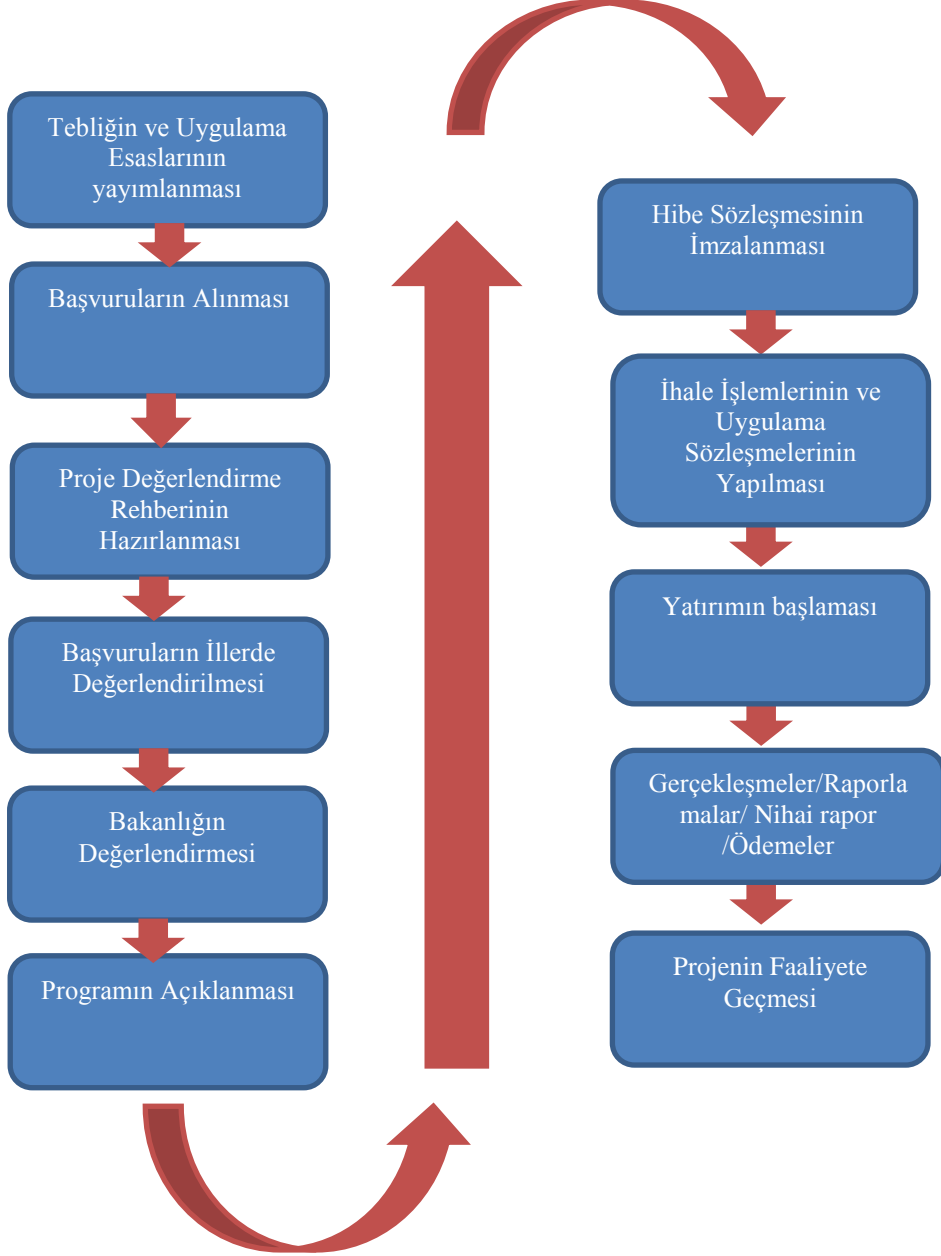 Tebliğin ve Uygulama
Esaslarının
yayımlanması
Başvuruların Alınması
Proje Değerlendirme
Rehberinin
Hazırlanması
Başvuruların İllerde
Değerlendirilmesi
Bakanlığın
Değerlendirmesi
Programın Açıklanması
Hibe Sözleşmesinin
İmzalanması
İhale İşlemlerinin ve
Uygulama
Sözleşmelerinin
Yapılması
Yatırımın başlaması
Gerçekleşmeler/Raporla
malar/ Nihai rapor
/Ödemeler
Projenin Faaliyete
Geçmesi